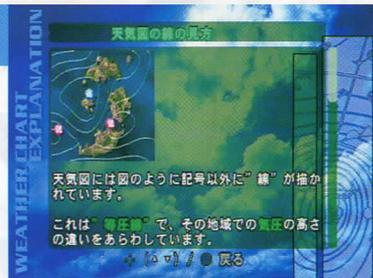 天気図の線の見方
WEATHER CHART
EXPLANATION
天気図には図のように記号以外に"線"が描か
れています。
これは"等圧線"で、その地域での気圧の高さ
の違いをあらわしています。
戻る